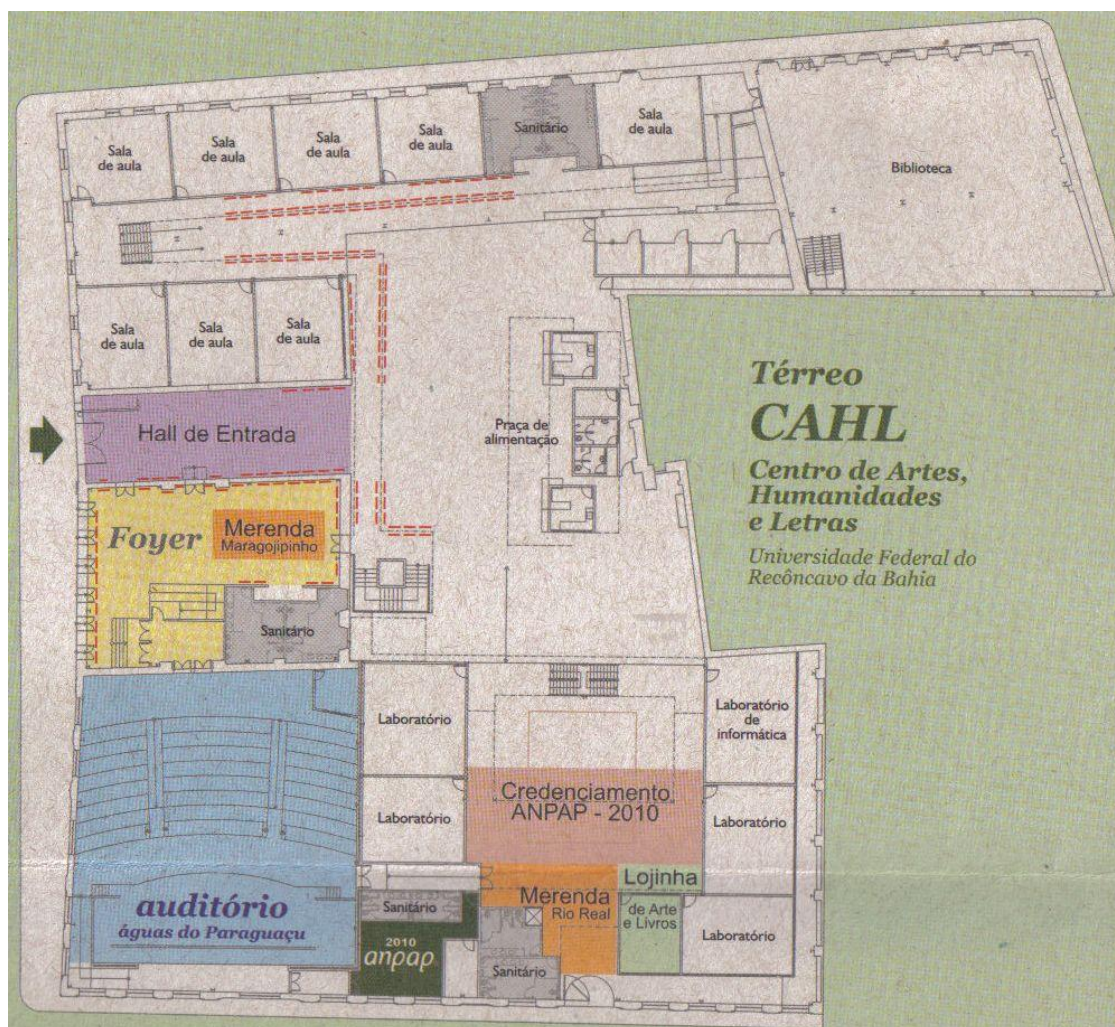 Sala
de aula
Sala
de aula
Sala
de aula
Sala
de aula
Sanitário
Sala
de aula
Biblioteca
Sala
de aula
Sala
de aula
Sala
de aula
Hall de Entrada
Praça de
alimentação
Térreo
CAHL
Centro de Artes,
Humanidades
e Letras
Universidade Federal do
Recôncavo da Bahia
Foyer
Merenda
Maragojipinho
Sanitário
Laboratório
Laboratório
de
informática
Credenciamento
ANPAP - 2010
Laboratório
Laboratório
Lojinha
de Arte
e Livros
Merenda
Rio Real
auditório
águas do Paraguaçu
Sanitário
2010
anpap
Sanitário
Laboratório